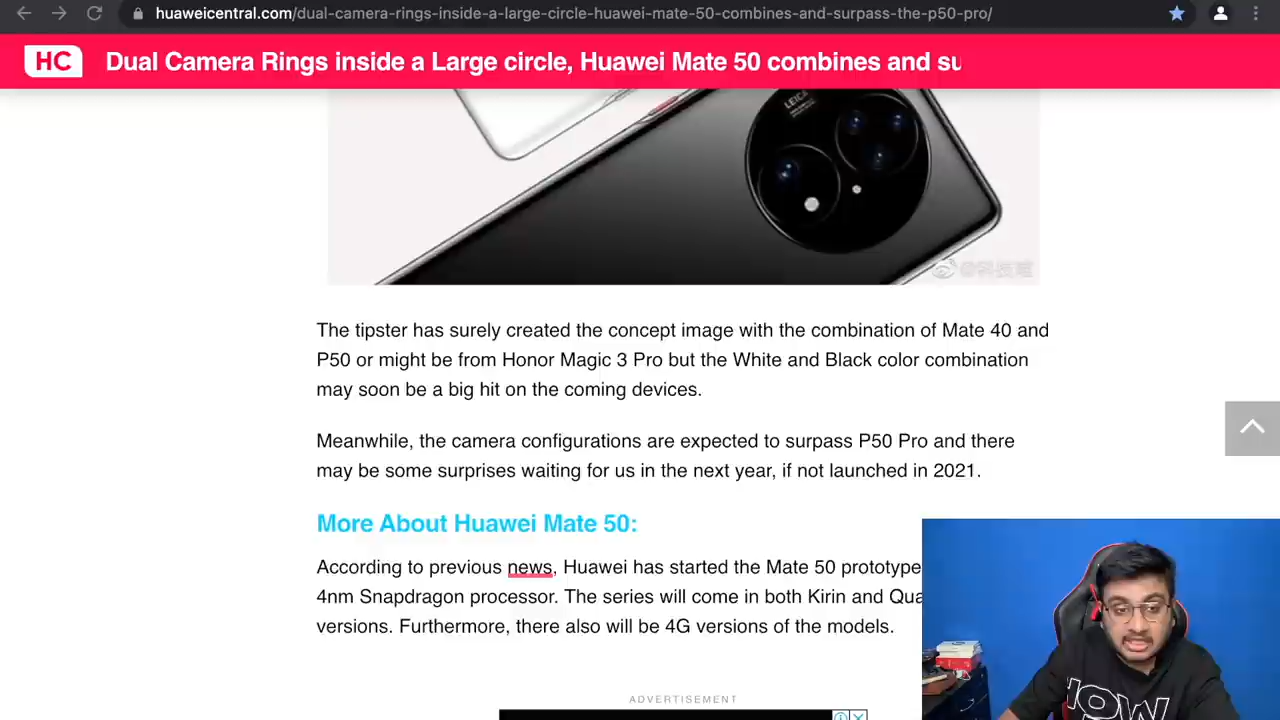 huaweicentral.com/dual-camera-rings-inside-a-large-circle-huawei-mate-50-combines-and-surpass-the-p50-pro/
HC Dual Camera Rings inside a Large circle, Huawei Mate 50 combines and su
LEICA
The tipster has surely created the concept image with the combination of Mate 40 and
P50 or might be from Honor Magic 3 Pro but the White and Black color combination
may soon be a big hit on the coming devices.
Meanwhile, the camera configurations are expected to surpass P50 Pro and there
may be some surprises waiting for us in the next year, if not launched in 2021.
More About Huawei Mate 50:
According to previous news, Huawei has started the Mate 50 prototype
4nm Snapdragon processor. The series will come in both Kirin and Qua
versions. Furthermore, there also will be 4G versions of the models.
ADVERTISEMENT